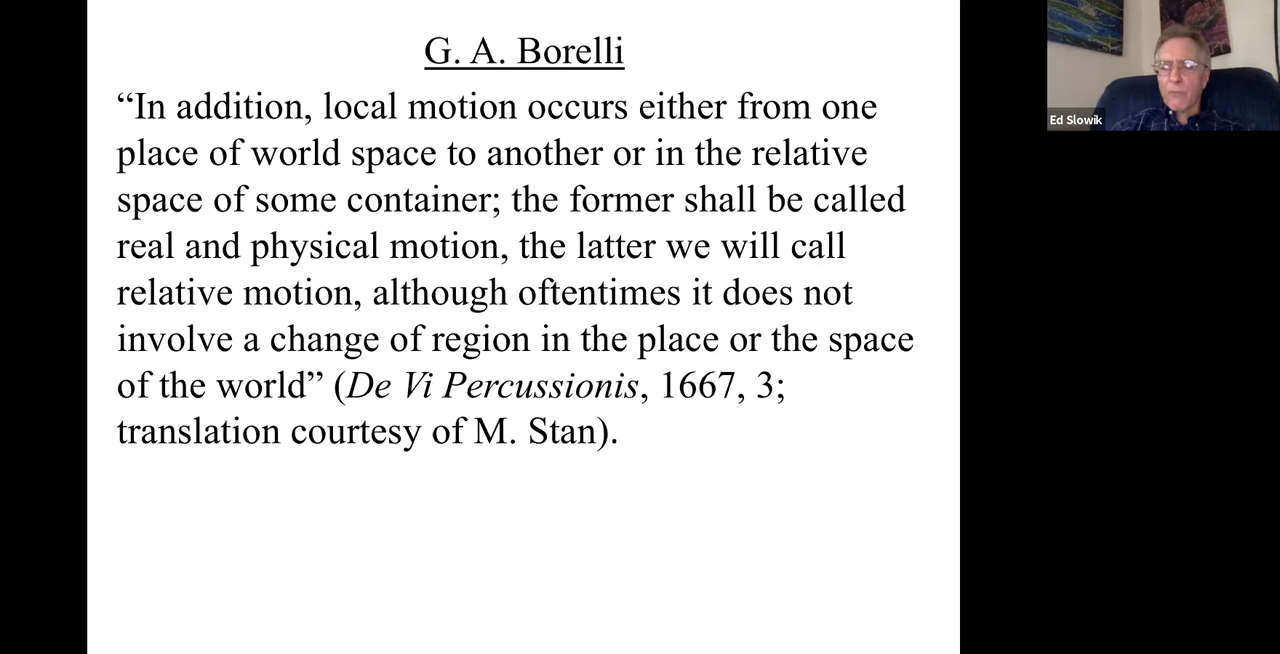 G. A. Borelli
“In addition, local motion occurs either from one
place of world space to another or in the relative
space of some container; the former shall be called
real and physical motion, the latter we will call
relative motion, although oftentimes it does not
involve a change of region in the place or the space
of the world” (De Vi Percussionis, 1667, 3;
translation courtesy of M. Stan).
Ed Slowik